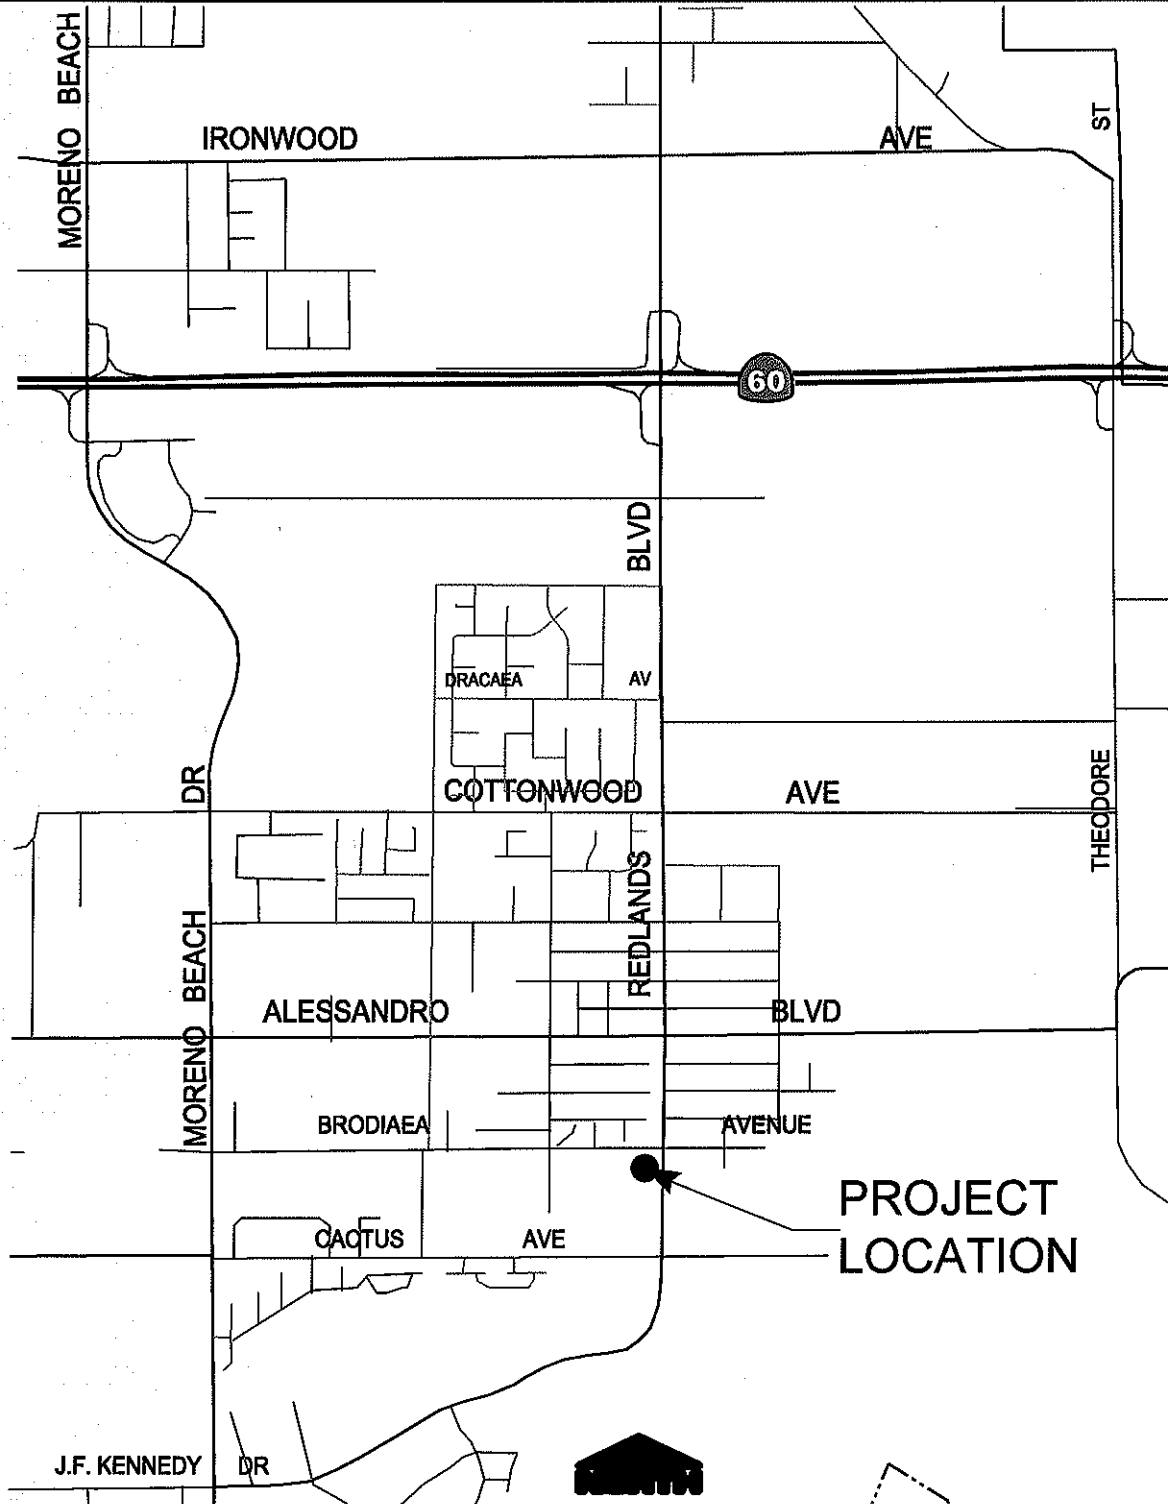 MORENO BEACH
IRONWOOD AVE
ST
60
BLVD
DRACAEA AV
DR
COTTONWOOD AVE
THEODORE
REDLANDS
MORENO BEACH
ALESSANDRO BLVD
BRODIAEA AVENUE
PROJECT
LOCATION
CACTUS AVE
J.F. KENNEDY DR
NORTH